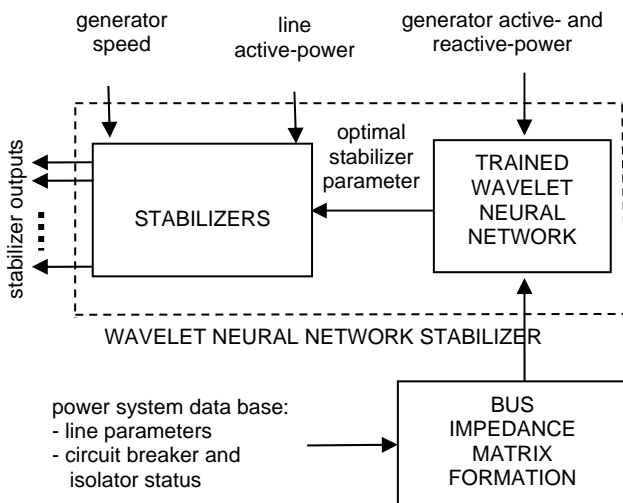 generator
speed
line
active-power
generator active- and
reactive-power
stabilizer outputs
optimal
stabilizer
parameter
STABILIZERS
TRAINED
WAVELET
NEURAL
NETWORK
WAVELET NEURAL NETWORK STABILIZER
power system data base:
- line parameters
- circuit breaker and
isolator status
BUS
IMPEDANCE
MATRIX
FORMATION